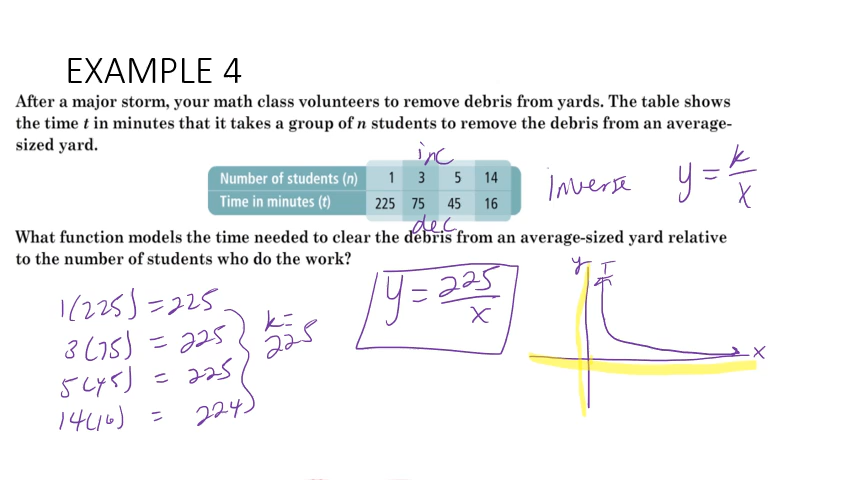 EXAMPLE 4
After a major storm, your math class volunteers to remove debris from yards. The table shows
the time t in minutes that it takes a group of n students to remove the debris from an average-
sized yard.
inc
Number of students (n) 1 3 5 14
Time in minutes (t) 225 75 45 16
dec
inverse y = k/x
What function models the time needed to clear the debris from an average-sized yard relative
to the number of students who do the work?
1(225) = 225
3(75) = 225
5(45) = 225
14(16) = 224
k=
225
y = 225/x
y
x